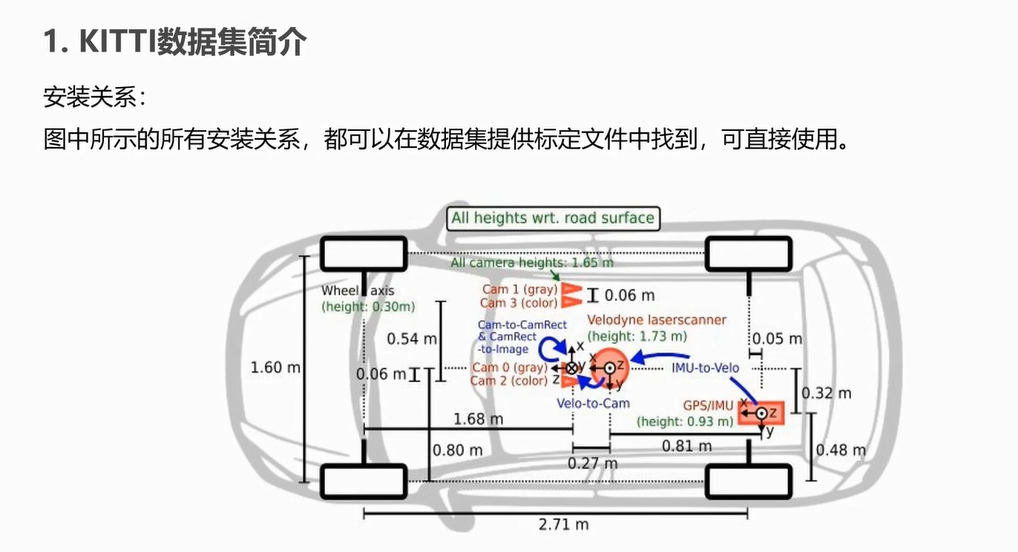 1. KITTI数据集简介
安装关系：
图中所示的所有安装关系，都可以在数据集提供标定文件中找到，可直接使用。
All heights wrt. road surface
All camera heights: 1.65 m
Wheel axis
(height: 0.30m)
Cam 1 (gray)
Cam 3 (color)
0.06 m
Cam-to-CamRect
& CamRect
-to-Image
Velodyne laserscanner
(height: 1.73 m)
0.54 m
0.05 m
x
y
z
x
z
y
1.60 m
0.06 m
Cam 0 (gray)
Cam 2 (color)
IMU-to-Velo
Velo-to-Cam
0.32 m
GPS/IMU
(height: 0.93 m)
x
z
y
1.68 m
0.80 m
0.27 m
0.81 m
0.48 m
2.71 m